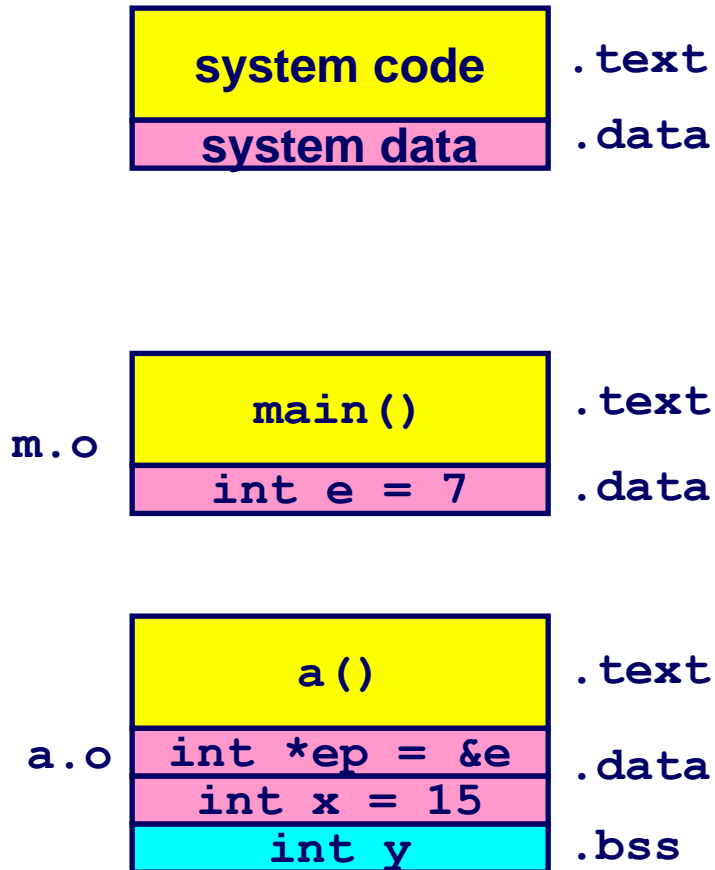 system code .text
system data .data
main() .text
m.o
int e = 7 .data
a() .text
a.o int *ep = &e .data
int x = 15
int y .bss